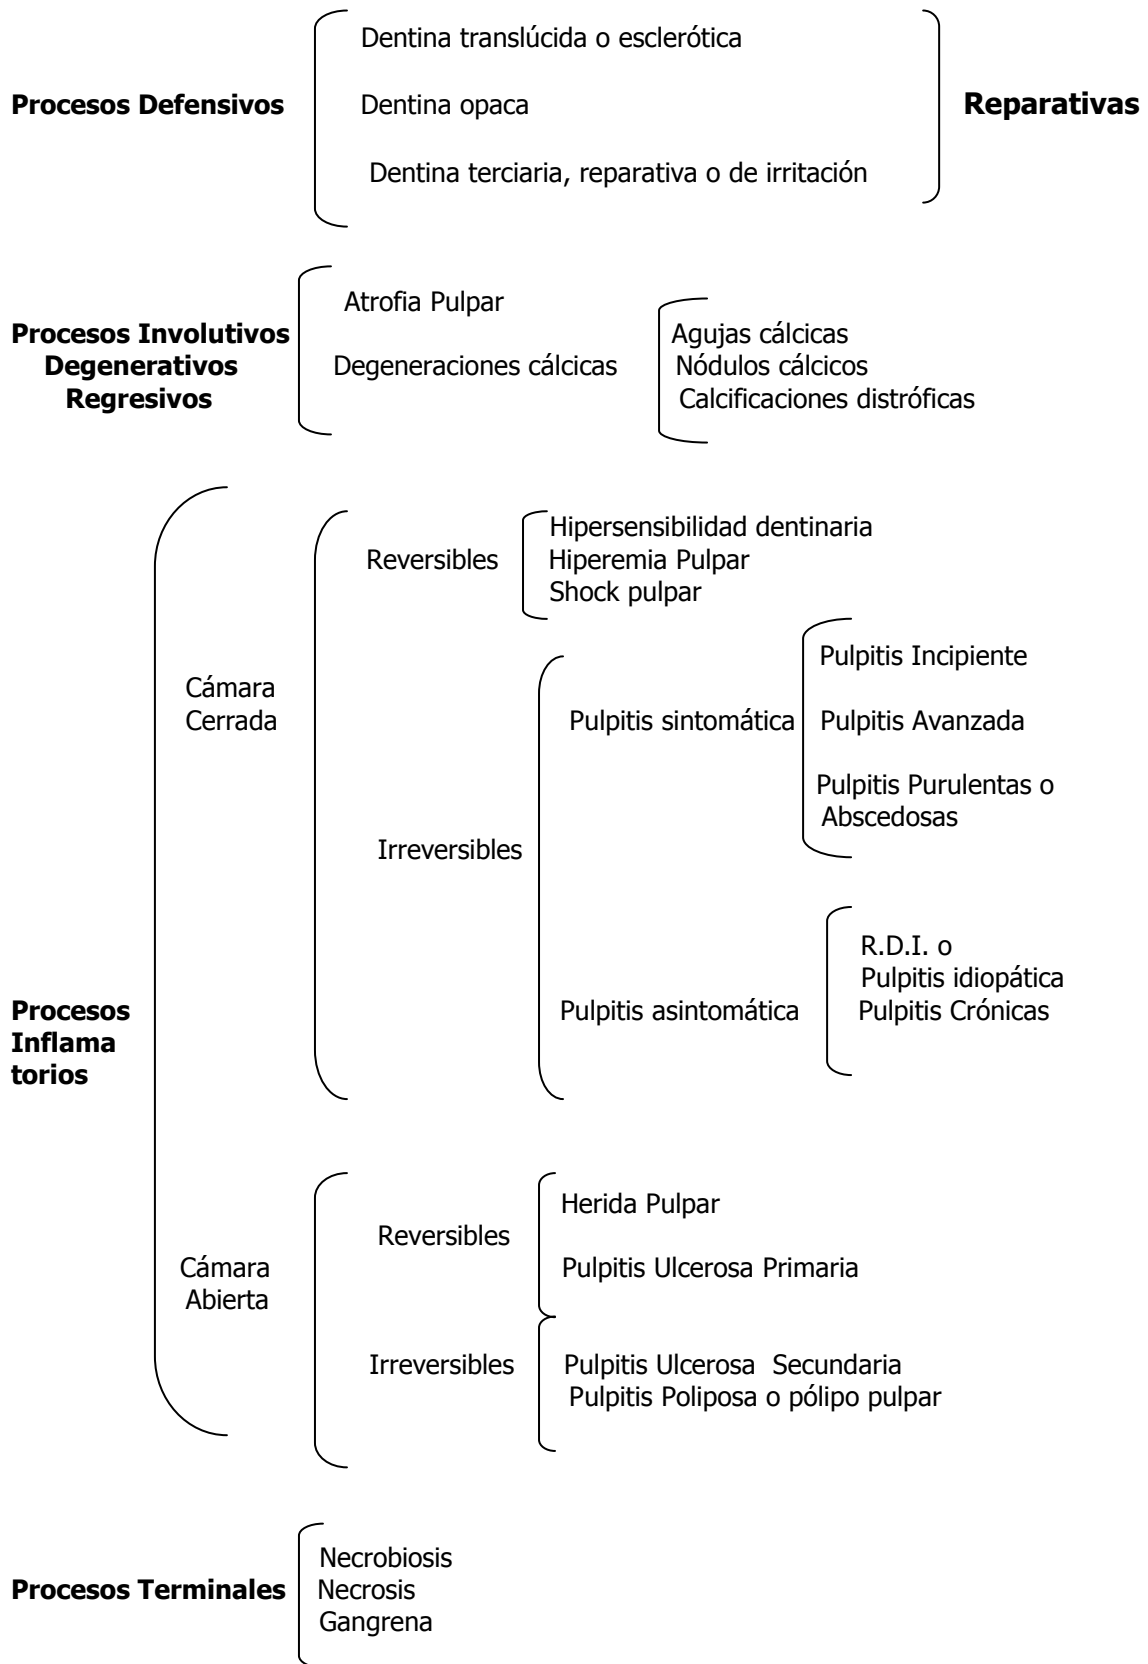 Dentina translúcida o esclerótica
Procesos Defensivos
Dentina opaca
Reparativas
Dentina terciaria, reparativa o de irritación
Procesos Involutivos
Degenerativos
Regresivos
Atrofia Pulpar
Degeneraciones cálcicas
Agujas cálcicas
Nódulos cálcicos
Calcificaciones distróficas
Procesos
Inflama
torios
Cámara
Cerrada
Reversibles
Hipersensibilidad dentinaria
Hiperemia Pulpar
Shock pulpar
Irreversibles
Pulpitis sintomática
Pulpitis Incipiente
Pulpitis Avanzada
Pulpitis Purulentas o
Abscedosas
Pulpitis asintomática
R.D.I. o
Pulpitis idiopática
Pulpitis Crónicas
Cámara
Abierta
Reversibles
Herida Pulpar
Pulpitis Ulcerosa Primaria
Irreversibles
Pulpitis Ulcerosa  Secundaria
Pulpitis Poliposa o pólipo pulpar
Procesos Terminales
Necrobiosis
Necrosis
Gangrena